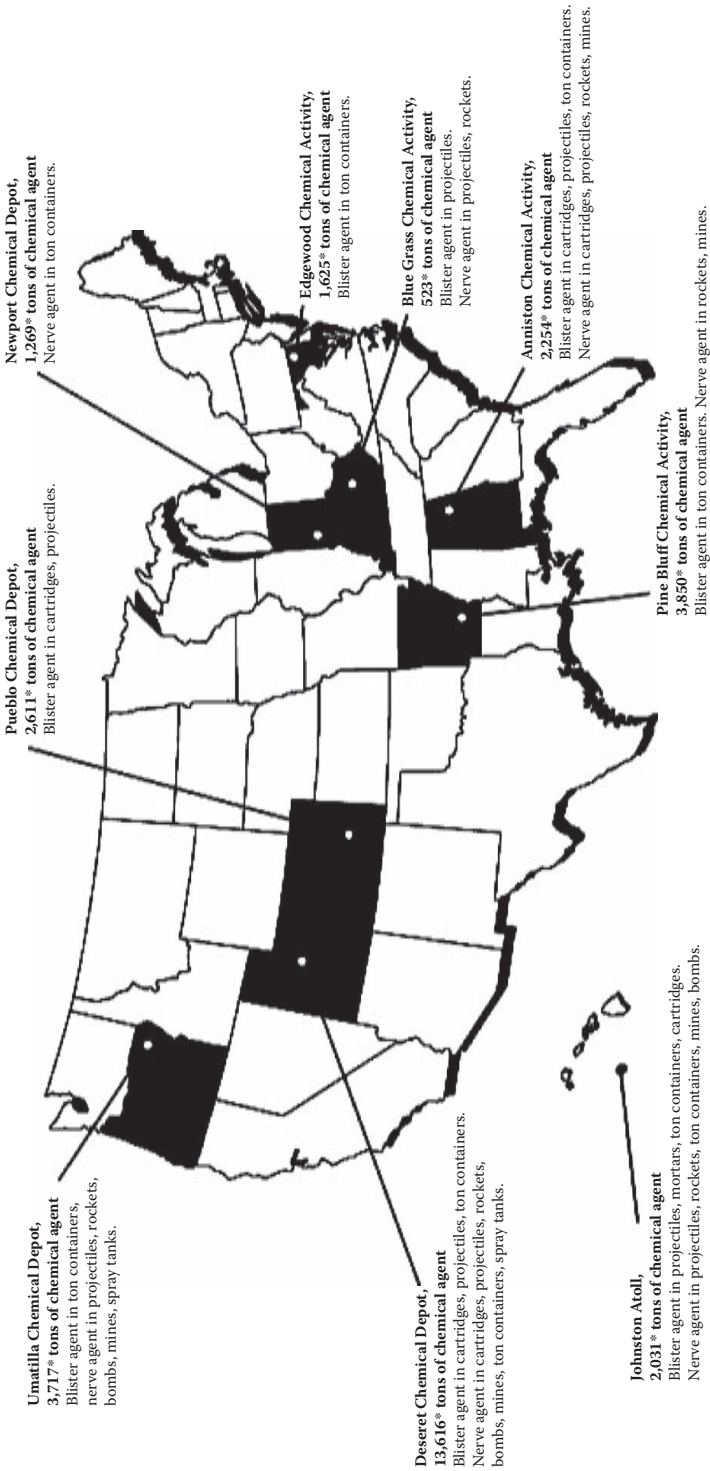 Umatilla Chemical Depot,
3,717* tons of chemical agent
Blister agent in ton containers,
nerve agent in projectiles, rockets,
bombs, mines, spray tanks.
Pueblo Chemical Depot,
2,611* tons of chemical agent
Blister agent in cartridges, projectiles.
Newport Chemical Depot,
1,269* tons of chemical agent
Nerve agent in ton containers.
Edgewood Chemical Activity,
1,625* tons of chemical agent
Blister agent in ton containers.
Blue Grass Chemical Activity,
523* tons of chemical agent
Blister agent in projectiles.
Nerve agent in projectiles, rockets.
Anniston Chemical Activity,
2,254* tons of chemical agent
Blister agent in cartridges, projectiles, ton containers.
Nerve agent in cartridges, projectiles, rockets, mines.
Deseret Chemical Depot,
13,616* tons of chemical agent
Blister agent in cartridges, projectiles, ton containers.
Nerve agent in cartridges, projectiles, rockets,
bombs, mines, ton containers, spray tanks.
Johnston Atoll,
2,031* tons of chemical agent
Blister agent in projectiles, mortars, ton containers, cartridges.
Nerve agent in projectiles, rockets, ton containers, mines, bombs.
Pine Bluff Chemical Activity,
3,850* tons of chemical agent
Blister agent in ton containers. Nerve agent in rockets, mines.